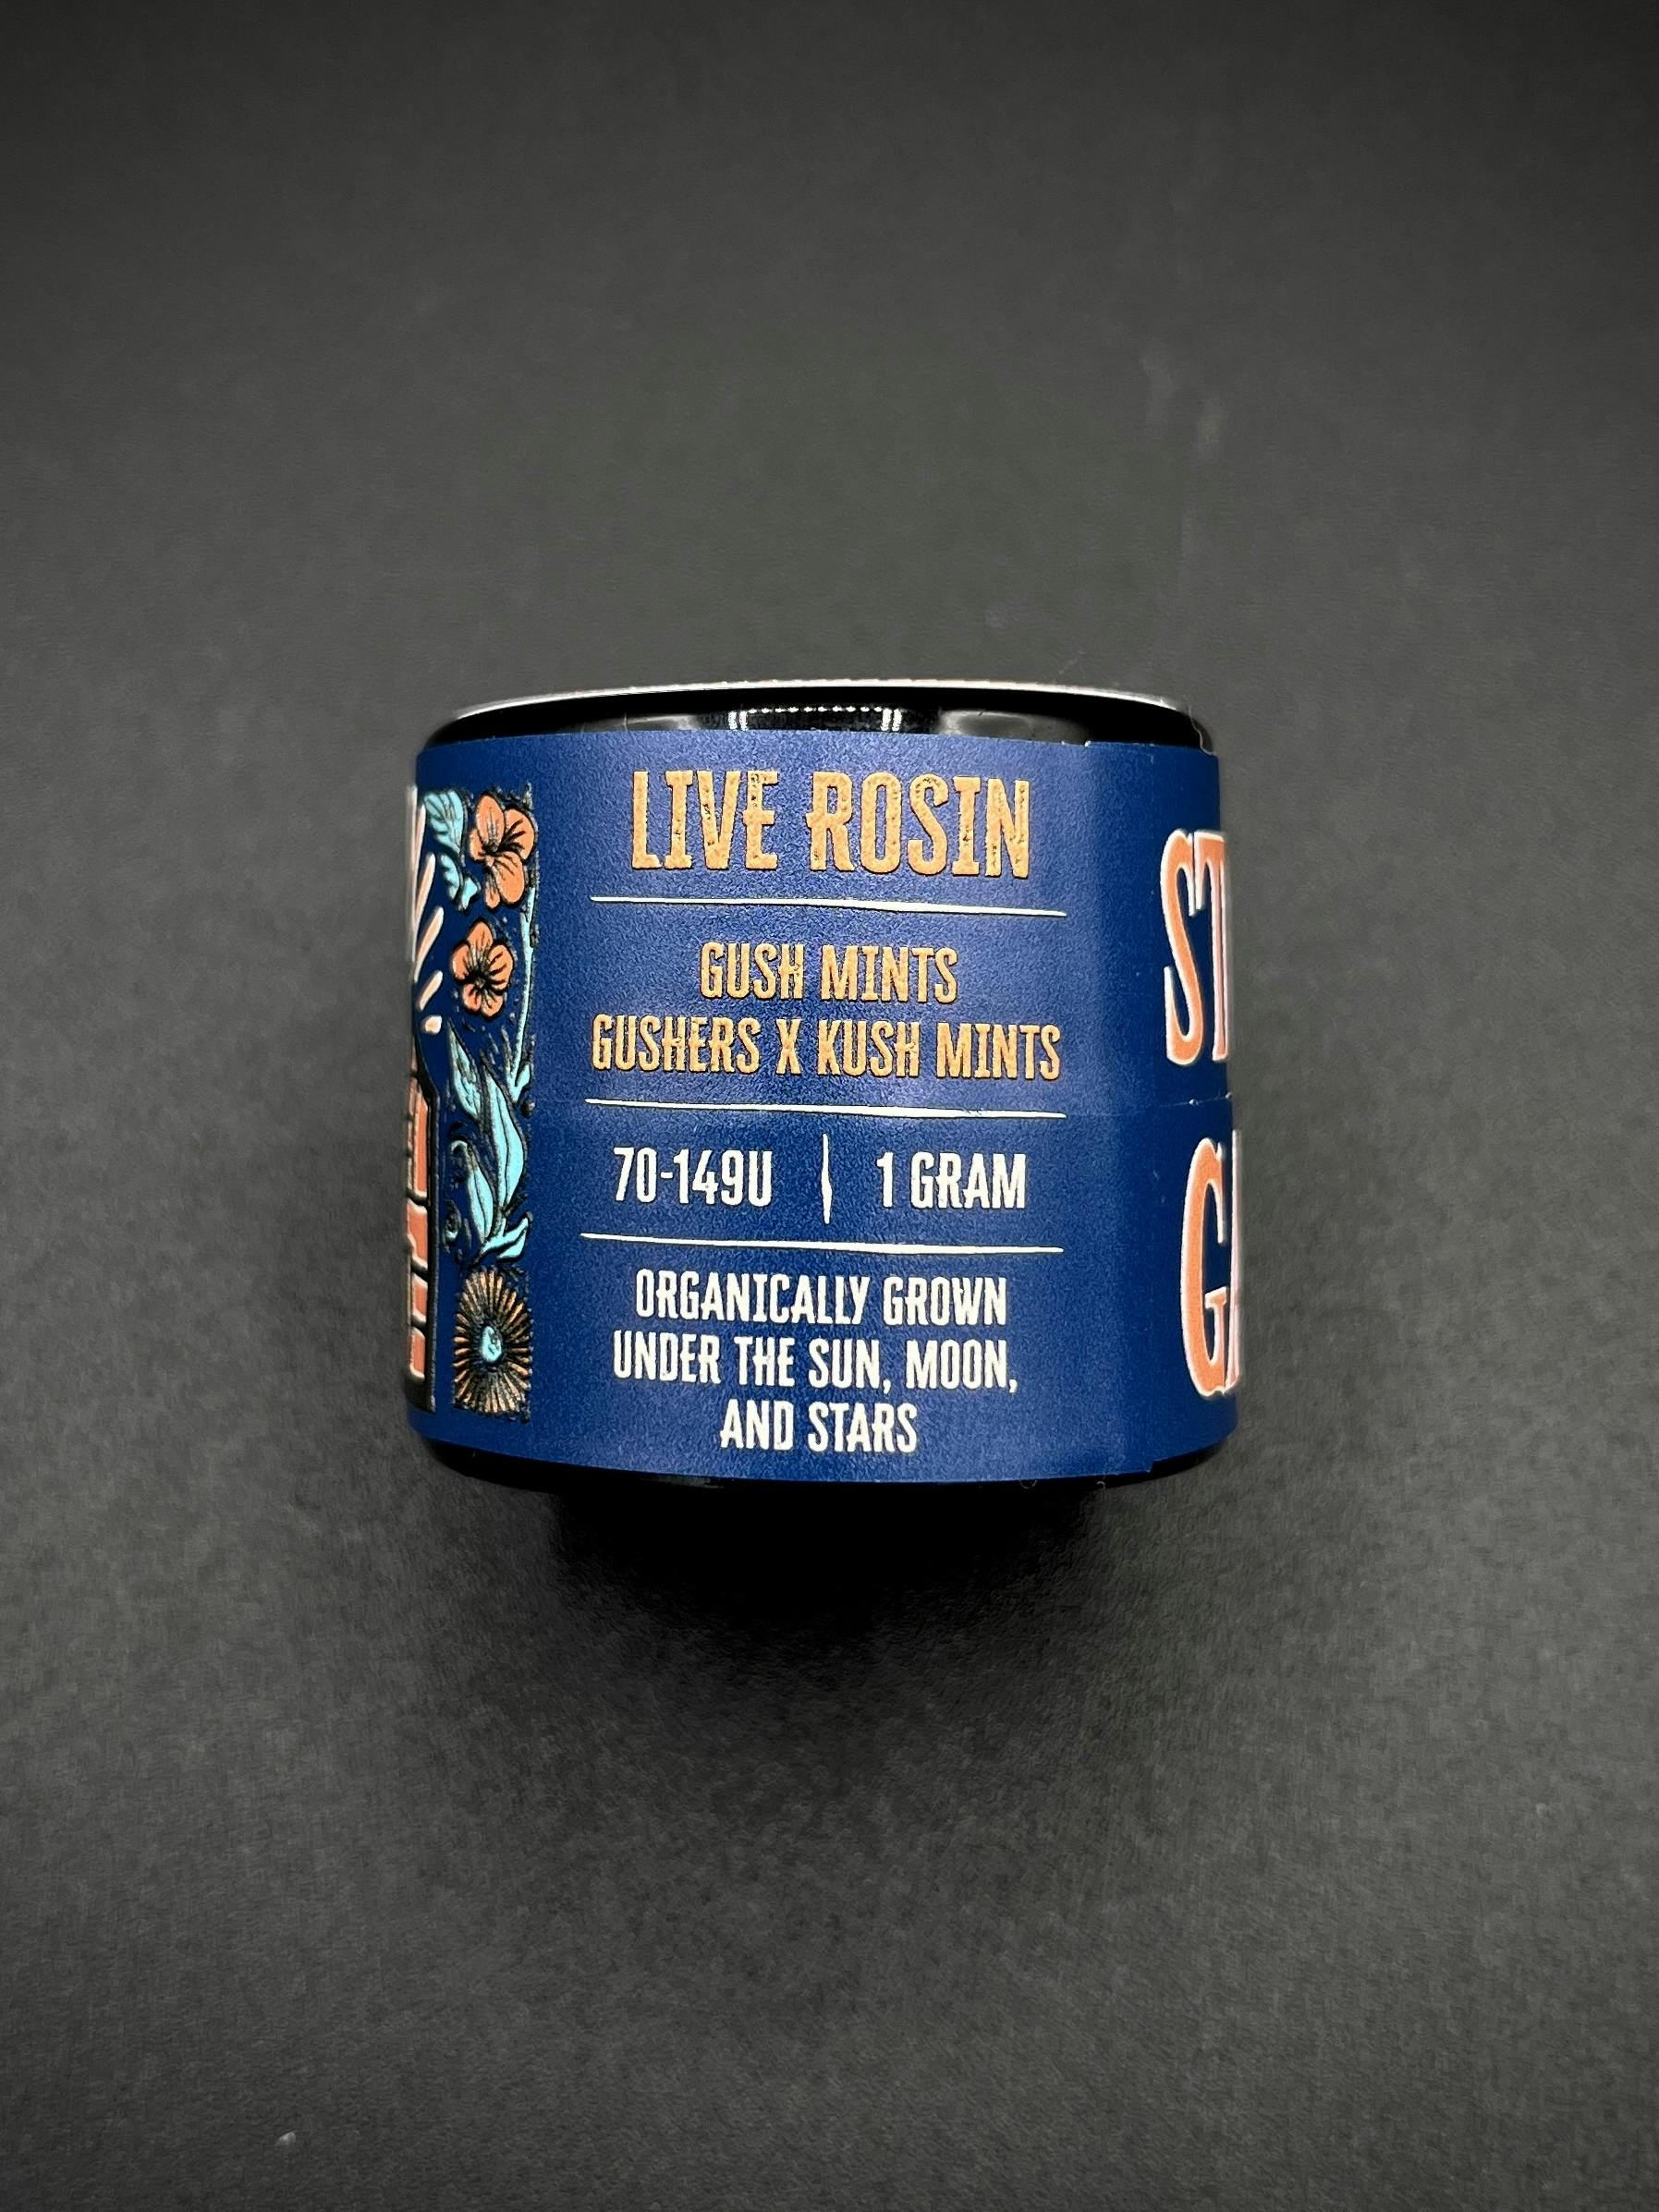 LIVE ROSIN
GUSH MINTS
GUSHERS X KUSH MINTS
70-149U | 1 GRAM
ORGANICALLY GROWN
UNDER THE SUN, MOON,
AND STARS